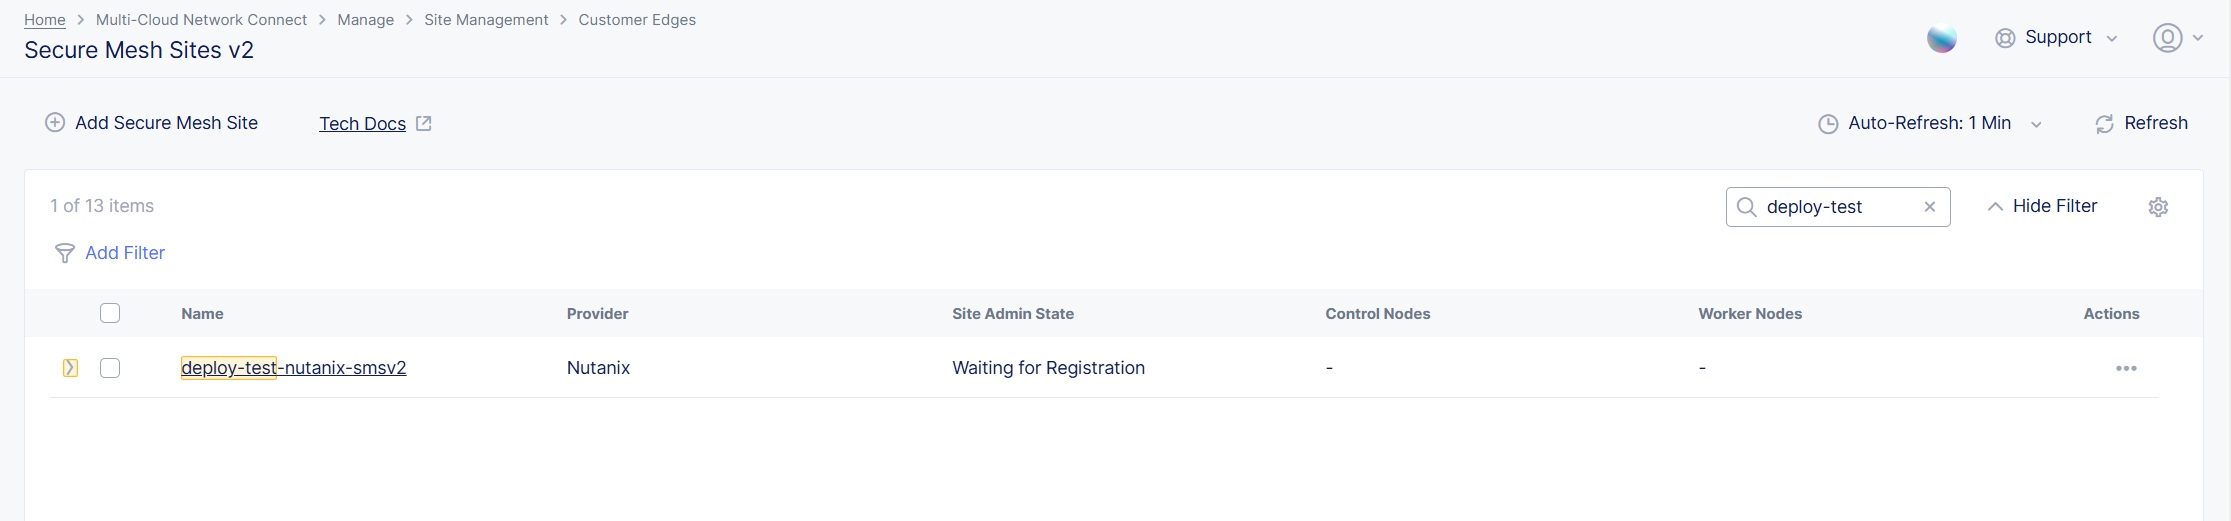 Home > Multi-Cloud Network Connect > Manage > Site Management > Customer Edges
Secure Mesh Sites v2
Support
Add Secure Mesh Site
Tech Docs
Auto-Refresh: 1 Min
Refresh
1 of 13 items
deploy-test
Hide Filter
Add Filter
Name Provider Site Admin State Control Nodes Worker Nodes Actions
deploy-test-nutanix-smsv2 Nutanix Waiting for Registration - -